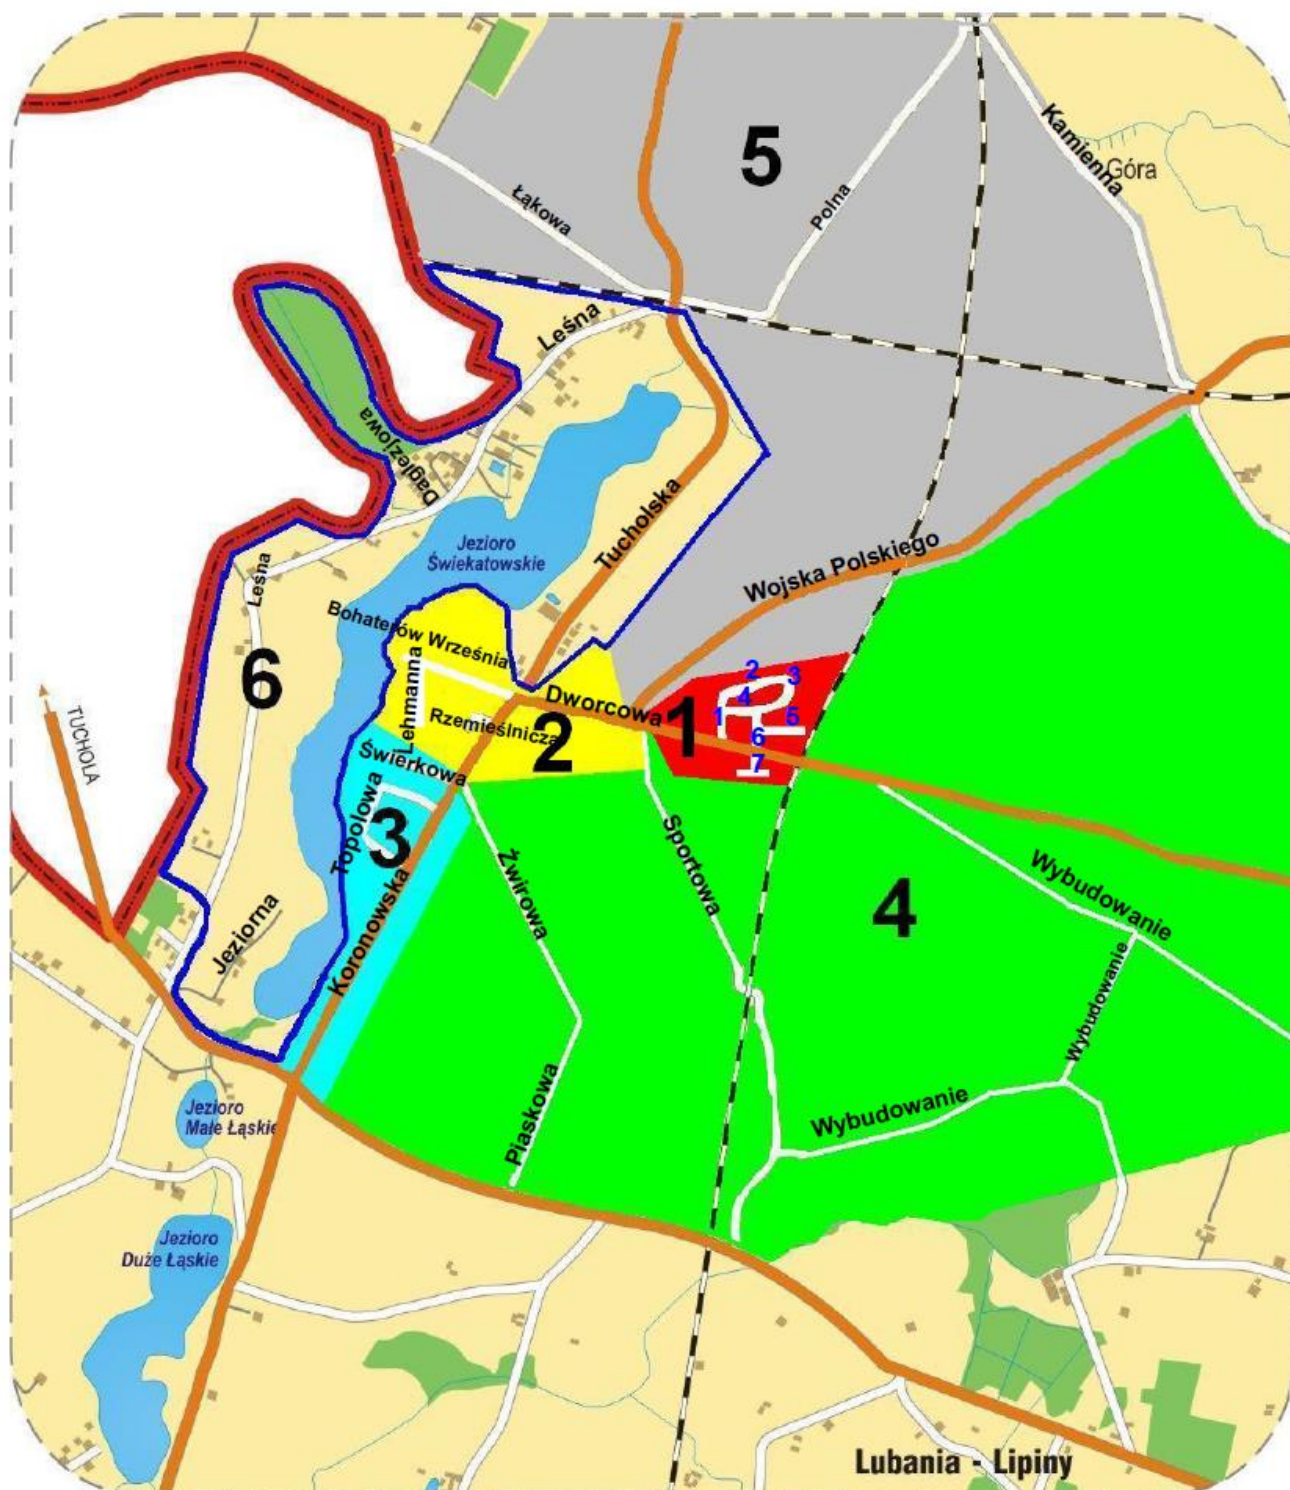 5
Kamienna
Góra
Łąkowa
Polna
Leśna
Daglezjowa
Jezioro
Świekatowskie
Tucholska
Wojska Polskiego
Leśna
Bohaterów Września
6
Lehmanna
Rzemieślnicza
Dworcowa
2
1
2
3
4
1
5
6
7
TUCHOLA
Świerkowa
Topolowa
3
Koronowska
Żwirowa
Sportowa
4
Wybudowanie
Wybudowanie
Jeziorna
Piaskowa
Wybudowanie
Jezioro
Małe Łąskie
Jezioro
Duże Łąskie
Lubania - Lipiny